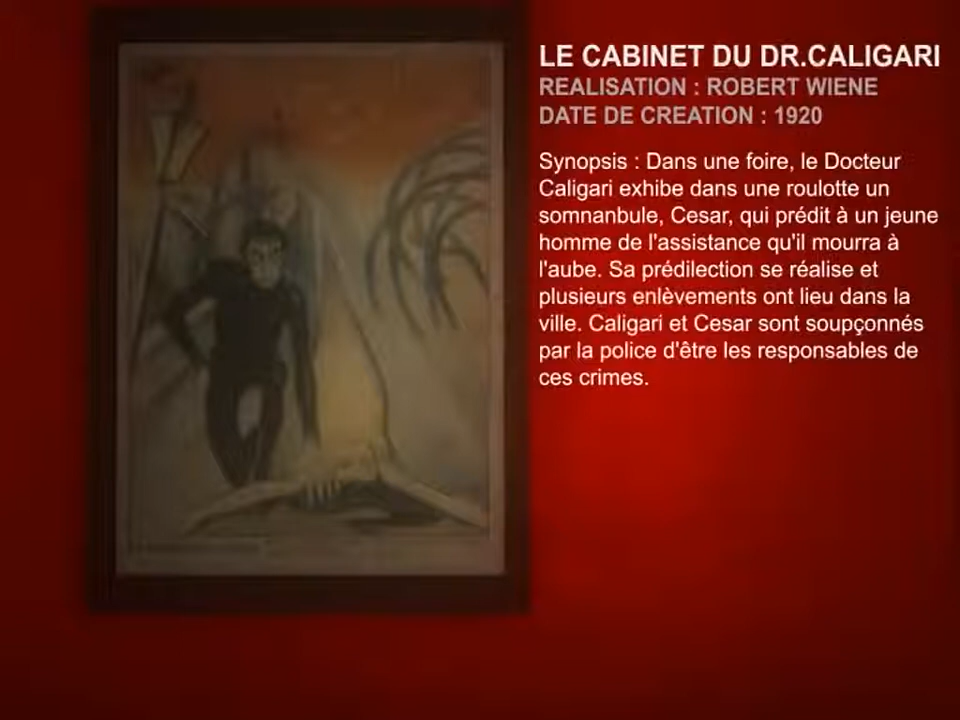 LE CABINET DU DR.CALIGARI
REALISATION : ROBERT WIENE
DATE DE CREATION : 1920
Synopsis : Dans une foire, le Docteur
Caligari exhibe dans une roulotte un
somnanbule, Cesar, qui prédit à un jeune
homme de l'assistance qu'il mourra à
l'aube. Sa prédilection se réalise et
plusieurs enlèvements ont lieu dans la
ville. Caligari et Cesar sont soupçonnés
par la police d'être les responsables de
ces crimes.